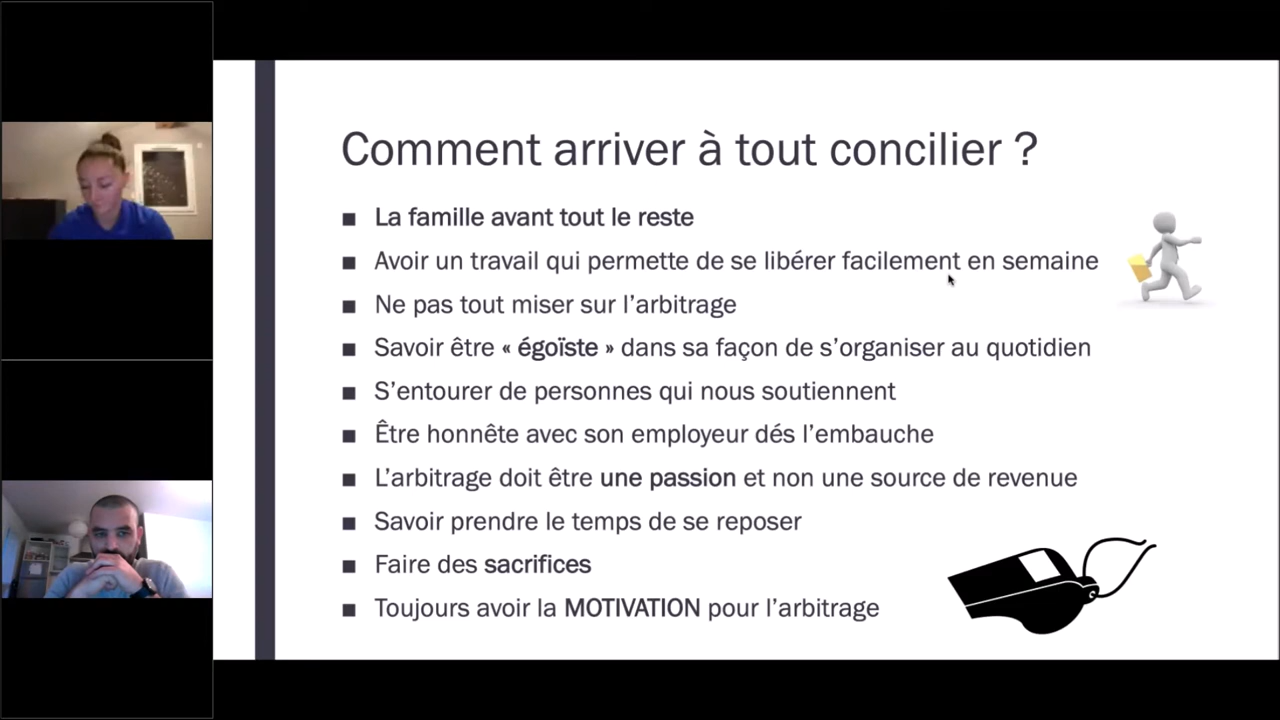 Comment arriver à tout concilier ?
■ La famille avant tout le reste
■ Avoir un travail qui permette de se libérer facilement en semaine
■ Ne pas tout miser sur l’arbitrage
■ Savoir être « égoïste » dans sa façon de s’organiser au quotidien
■ S’entourer de personnes qui nous soutiennent
■ Être honnête avec son employeur dés l’embauche
■ L’arbitrage doit être une passion et non une source de revenue
■ Savoir prendre le temps de se reposer
■ Faire des sacrifices
■ Toujours avoir la MOTIVATION pour l’arbitrage